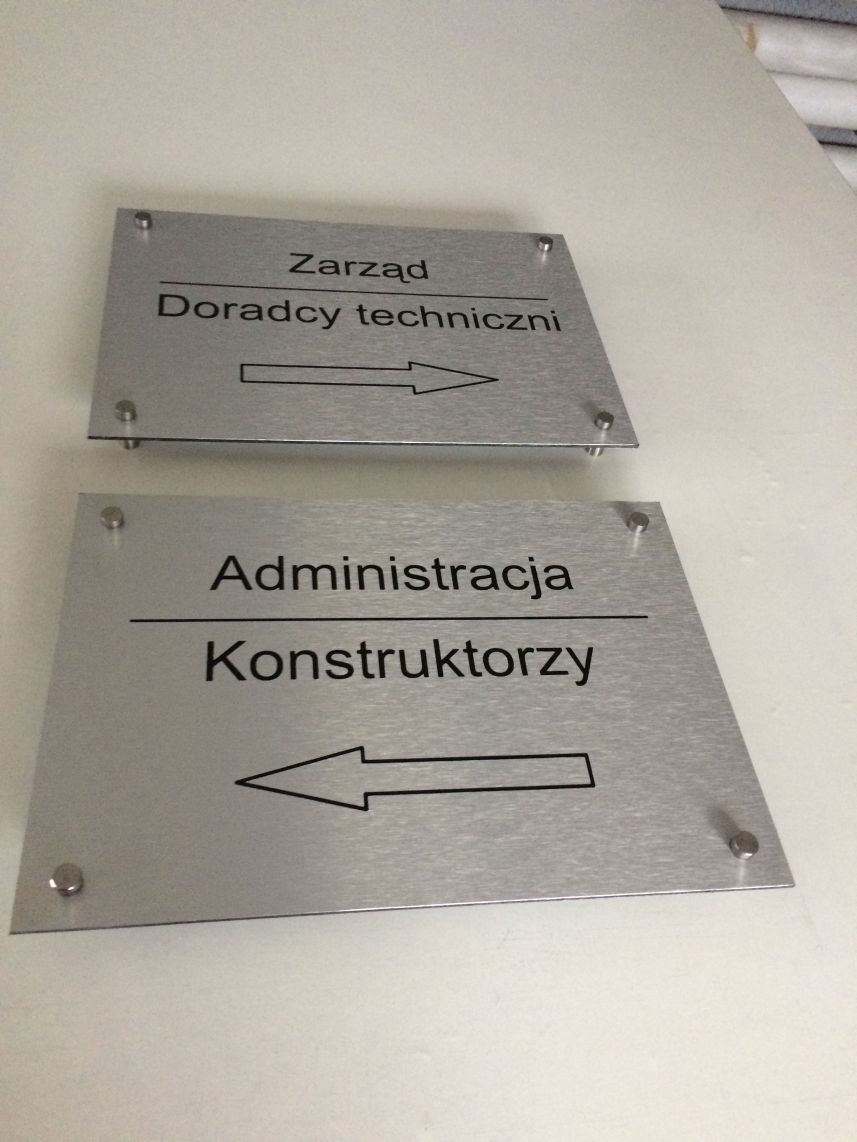 Zarząd
Doradcy techniczni
Administracja
Konstruktorzy